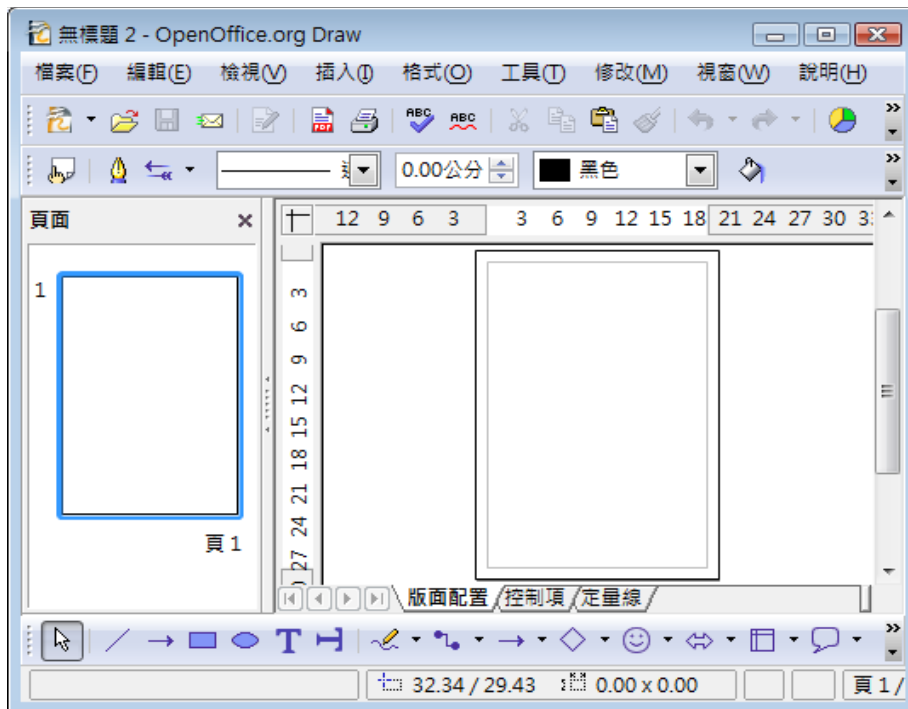 無標題 2 - OpenOffice.org Draw
檔案(F) 編輯(E) 檢視(V) 插入(I) 格式(O) 工具(T) 修改(M) 視窗(W) 說明(H)
PDF ABC ABC
0.00公分 黑色
頁面
12 9 6 3 3 6 9 12 15 18 21 24 27 30
1
3
6
9
12
15
18
21
24
27
頁 1
版面配置 控制項 定量線
T
32.34 / 29.43 0.00 x 0.00 頁 1 /